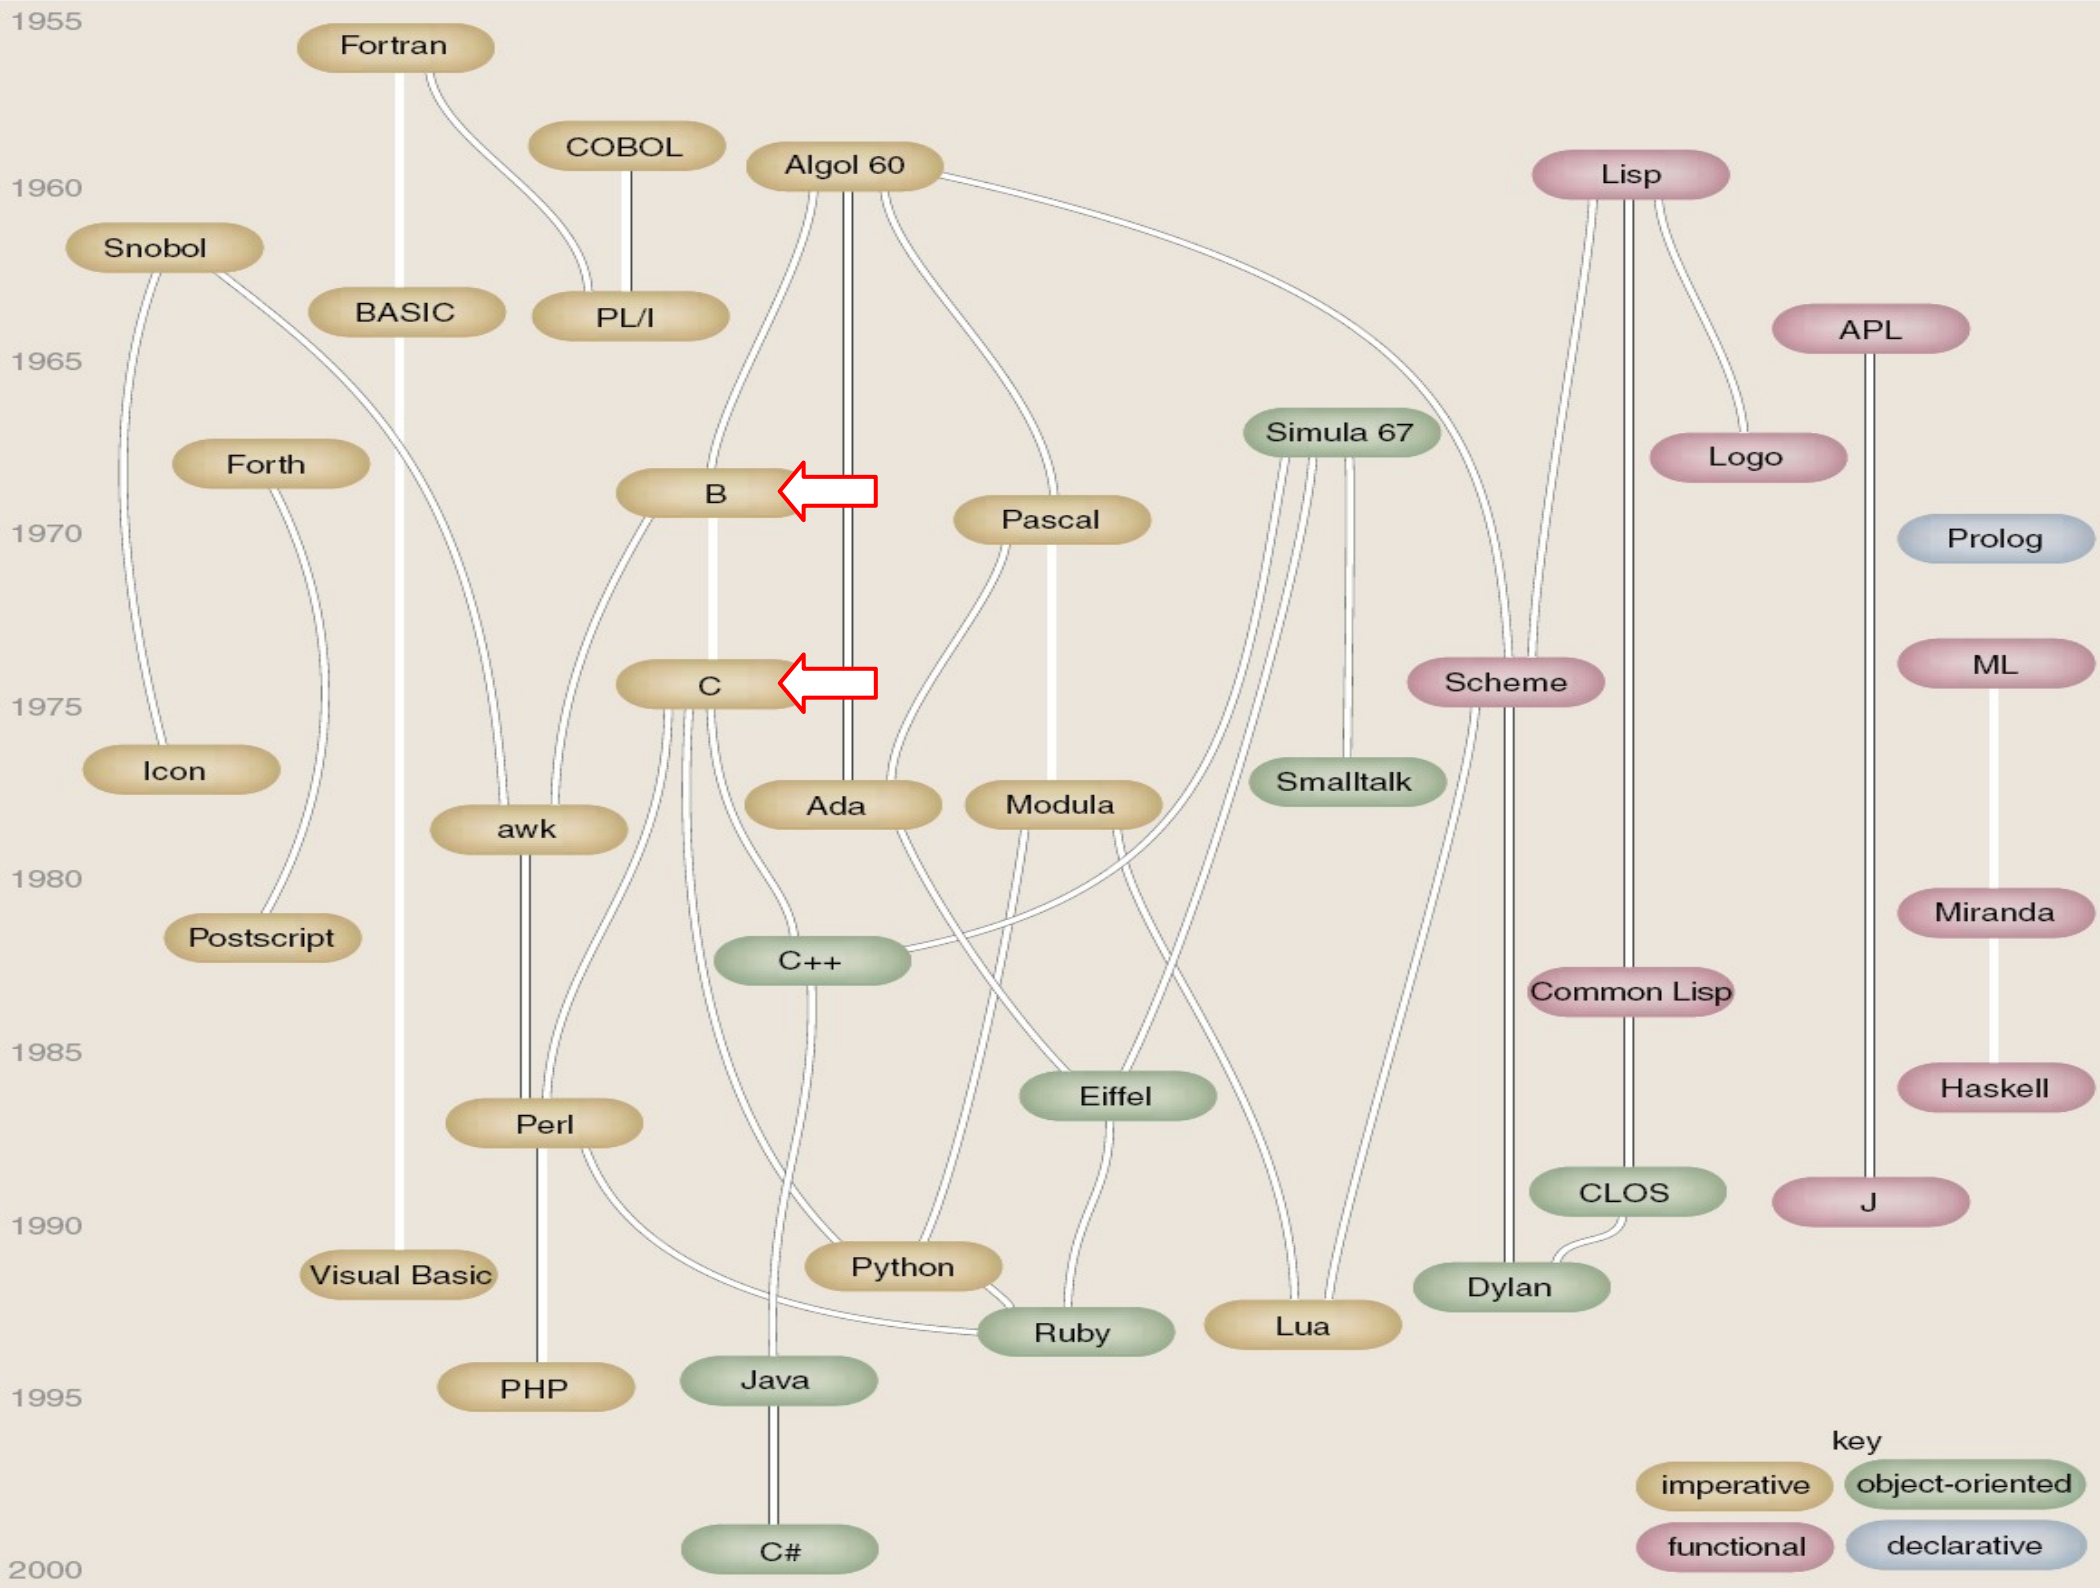 1955
Fortran
COBOL
Algol 60
Lisp
1960
Snobol
BASIC
PL/I
APL
1965
Simula 67
Logo
Forth
B
Pascal
1970
Prolog
ML
C
Scheme
1975
Icon
Smalltalk
Ada
Modula
awk
1980
Miranda
Postscript
C++
Common Lisp
1985
Haskell
Eiffel
Perl
CLOS
J
1990
Python
Visual Basic
Dylan
Lua
Ruby
Java
PHP
1995
key
imperative
object-oriented
functional
declarative
C#
2000